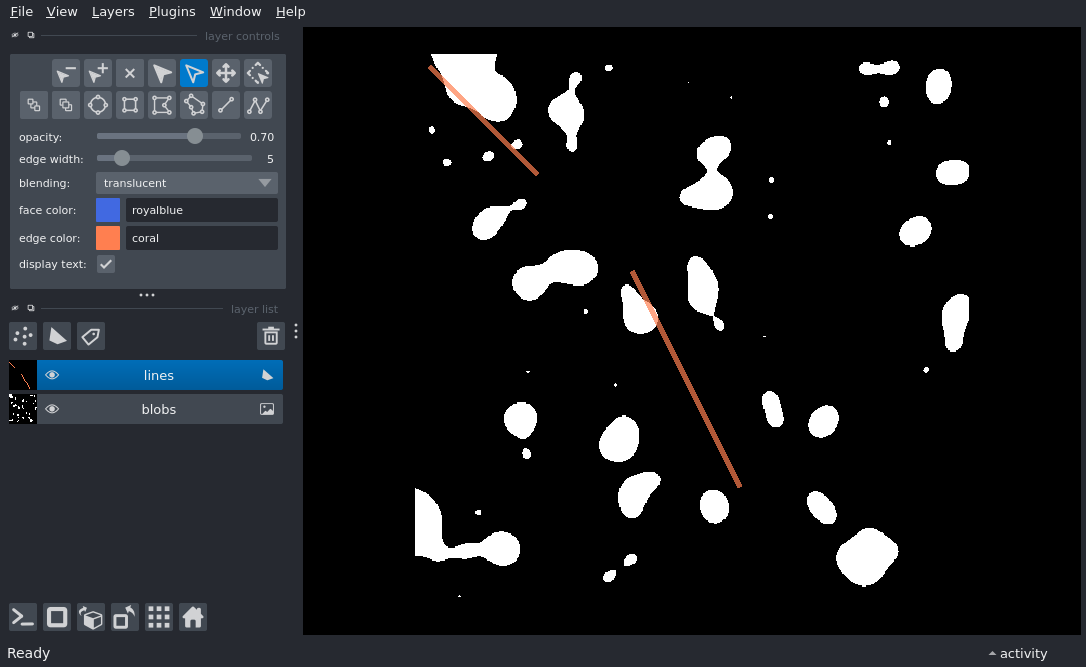 File View Layers Plugins Window Help
layer controls
opacity: 0.70
edge width: 5
blending: translucent
face color: royalblue
edge color: coral
display text:
layer list
lines
blobs
Ready
activity